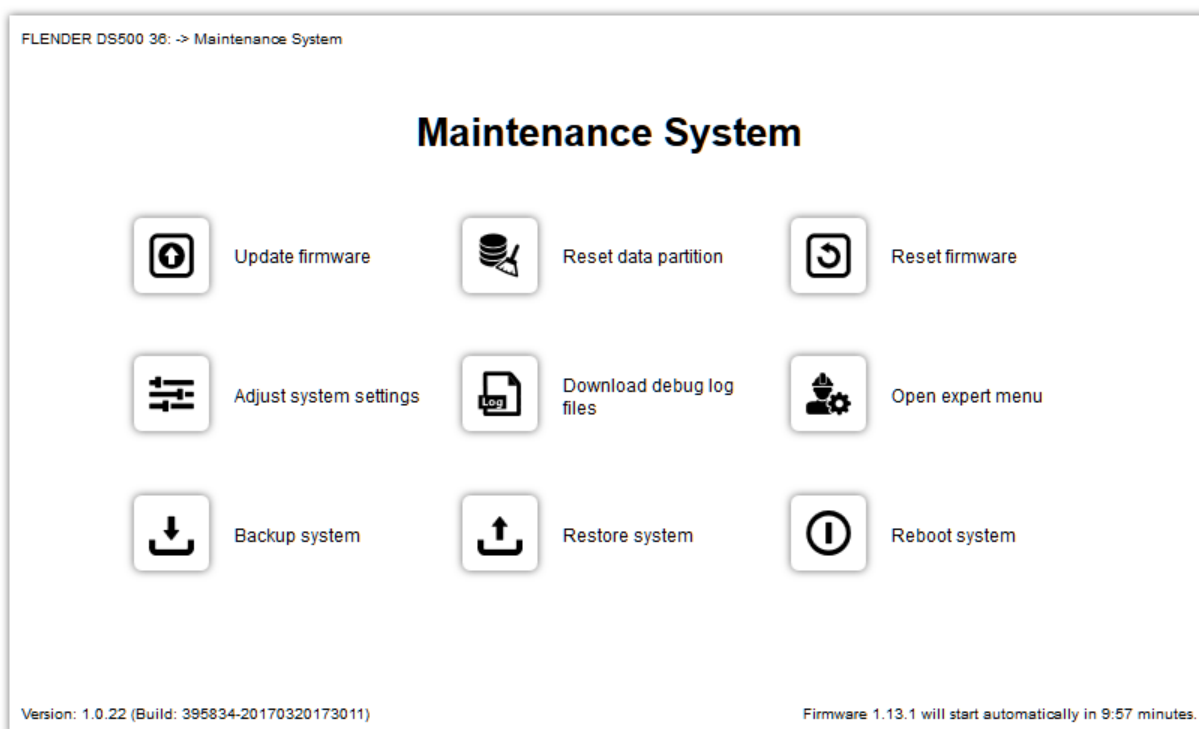 FLENDER DS500 36: -> Maintenance System
Maintenance System
Update firmware
Reset data partition
Reset firmware
Adjust system settings
Log
Download debug log
files
Open expert menu
Backup system
Restore system
Reboot system
Version: 1.0.22 (Build: 395834-20170320173011)
Firmware 1.13.1 will start automatically in 9:57 minutes.